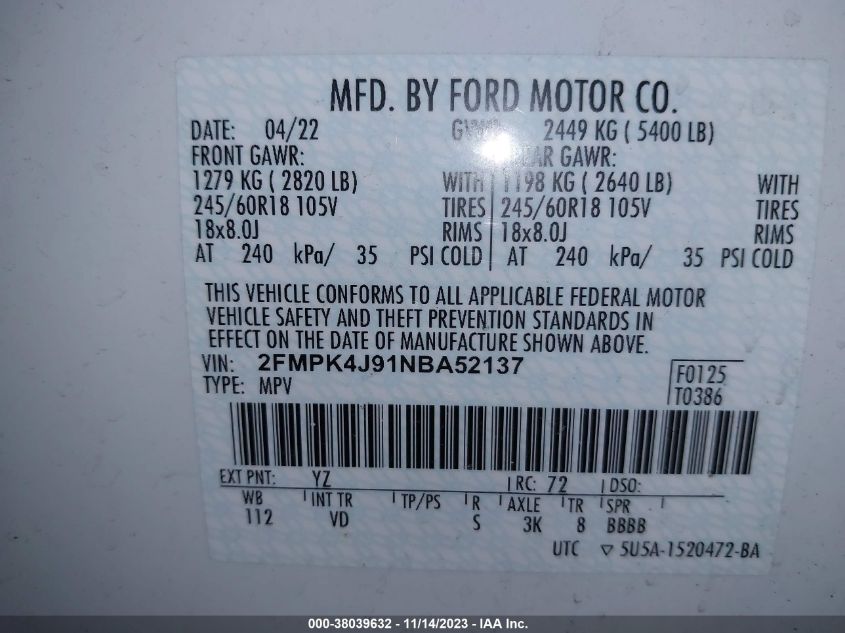 MFD. BY FORD MOTOR CO.
DATE: 04/22 2449 KG ( 5400 LB)
FRONT GAWR: GAWR:
1279 KG ( 2820 LB) WITH 1198 KG ( 2640 LB) WITH
245/60R18 105V TIRES 245/60R18 105V TIRES
18x8.0J RIMS 18x8.0J RIMS
AT 240 kPa/ 35 PSI COLD AT 240 kPa/ 35 PSI COLD
THIS VEHICLE CONFORMS TO ALL APPLICABLE FEDERAL MOTOR
VEHICLE SAFETY AND THEFT PREVENTION STANDARDS IN
EFFECT ON THE DATE OF MANUFACTURE SHOWN ABOVE.
VIN: 2FMPK4J91NBA52137 F0125
TYPE: MPV T0386
EXT PNT: YZ RC: 72 DSO:
WB INT TR TP/PS R AXLE TR SPR
112 VD S 3K 8 BBBB
UTC ▽ 5U5A-1520472-BA
000-38039632 - 11/14/2023 - IAA Inc.